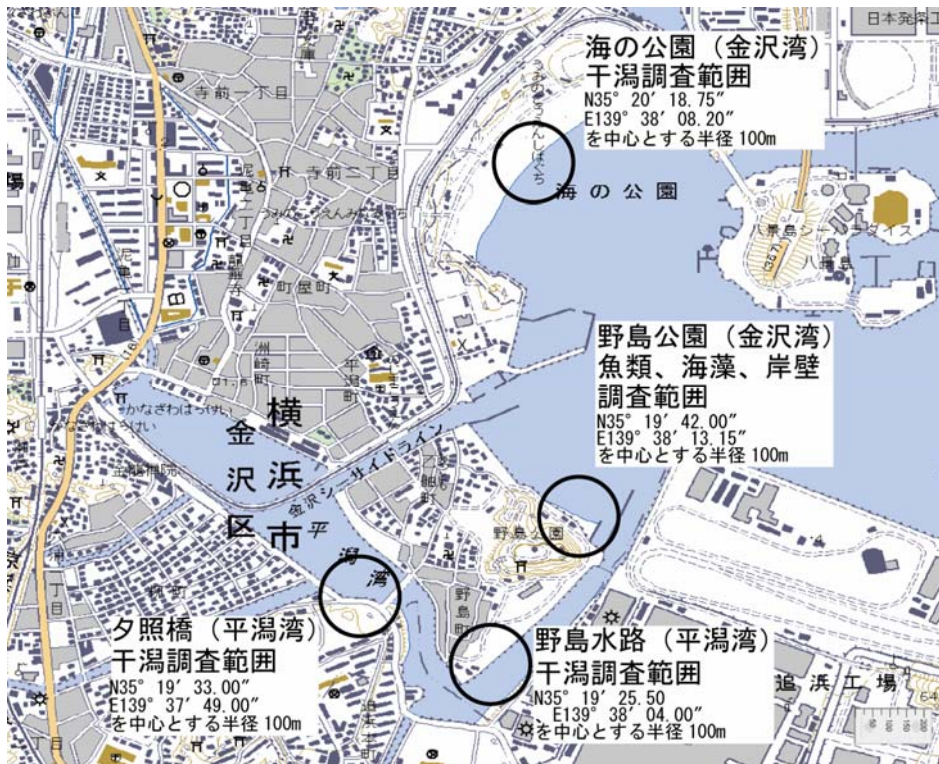 日本発条工
海の公園（金沢湾）
干潟調査範囲
N35° 20′ 18.75″
E139° 38′ 08.20″
を中心とする半径 100m
寺前一丁目
寺前二丁目
海の公園
八景島シーパラダイス
八景島
町屋町
洲崎町
平潟町
野島公園（金沢湾）
魚類、海藻、岸壁
調査範囲
N35° 19′ 42.00″
E139° 38′ 13.15″
を中心とする半径 100m
横浜市
金沢区
金沢シーサイドライン
平潟湾
乙舳町
野島公園
野島町
夕照橋（平潟湾）
干潟調査範囲
N35° 19′ 33.00″
E139° 37′ 49.00″
を中心とする半径 100m
野島水路（平潟湾）
干潟調査範囲
N35° 19′ 25.50
、E139° 38′ 04.00″
を中心とする半径 100m
追浜工場
50 100 150 200